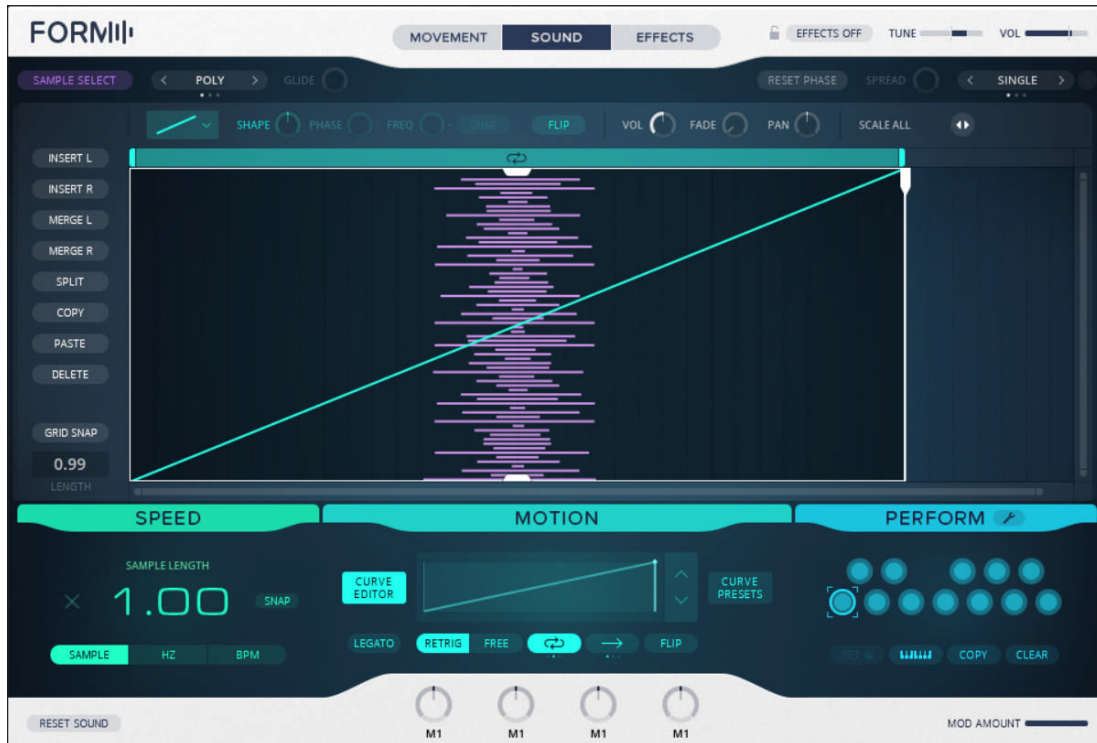 FORM
MOVEMENT SOUND EFFECTS EFFECTS OFF TUNE VOL
SAMPLE SELECT < POLY > GLIDE RESET PHASE SPREAD < SINGLE >
SHAPE PHASE FREQ SNAP FLIP VOL FADE PAN SCALE ALL
INSERT L
INSERT R
MERGE L
MERGE R
SPLIT
COPY
PASTE
DELETE
GRID SNAP
0.99
LENGTH
SPEED MOTION PERFORM
SAMPLE LENGTH
× 1.00 SNAP
CURVE EDITOR
CURVE PRESETS
LEGATO RETRIG FREE FLIP
SAMPLE HZ BPM
SET COPY CLEAR
RESET SOUND M1 M1 M1 M1 MOD AMOUNT